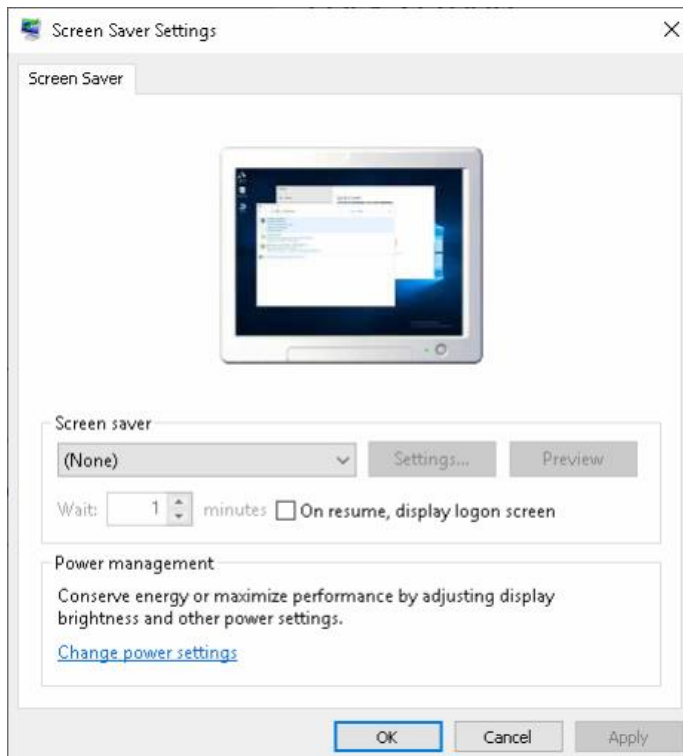 Screen Saver Settings
Screen Saver
Screen saver
(None)
Settings...
Preview
Wait:
1
minutes
On resume, display logon screen
Power management
Conserve energy or maximize performance by adjusting display
brightness and other power settings.
Change power settings
OK
Cancel
Apply